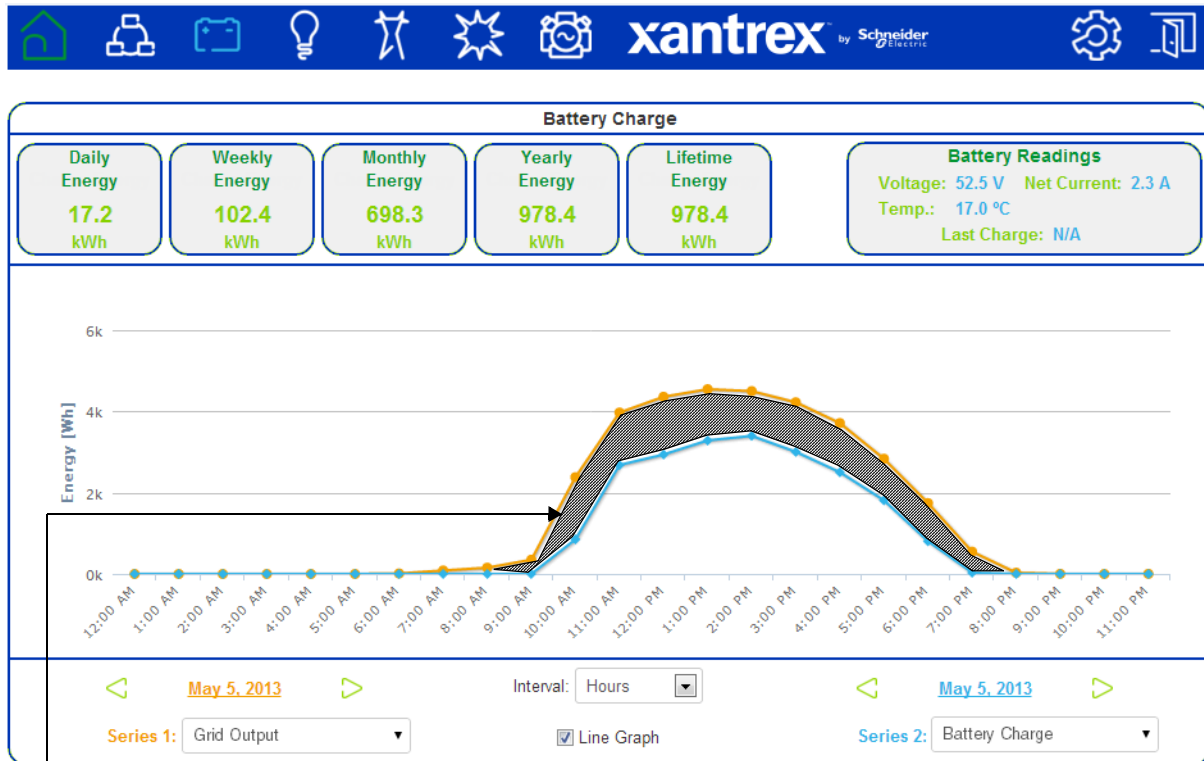 xantrex™ by Schneider Electric
Battery Charge
Daily Energy
17.2
kWh
Weekly Energy
102.4
kWh
Monthly Energy
698.3
kWh
Yearly Energy
978.4
kWh
Lifetime Energy
978.4
kWh
Battery Readings
Voltage: 52.5 V Net Current: 2.3 A
Temp.: 17.0 ºC
Last Charge: N/A
Energy [Wh]
6k
4k
2k
0k
12:00 AM 1:00 AM 2:00 AM 3:00 AM 4:00 AM 5:00 AM 6:00 AM 7:00 AM 8:00 AM 9:00 AM 10:00 AM 11:00 AM 12:00 PM 1:00 PM 2:00 PM 3:00 PM 4:00 PM 5:00 PM 6:00 PM 7:00 PM 8:00 PM 9:00 PM 10:00 PM 11:00 PM
May 5, 2013 Interval: Hours May 5, 2013
Series 1: Grid Output Line Graph Series 2: Battery Charge